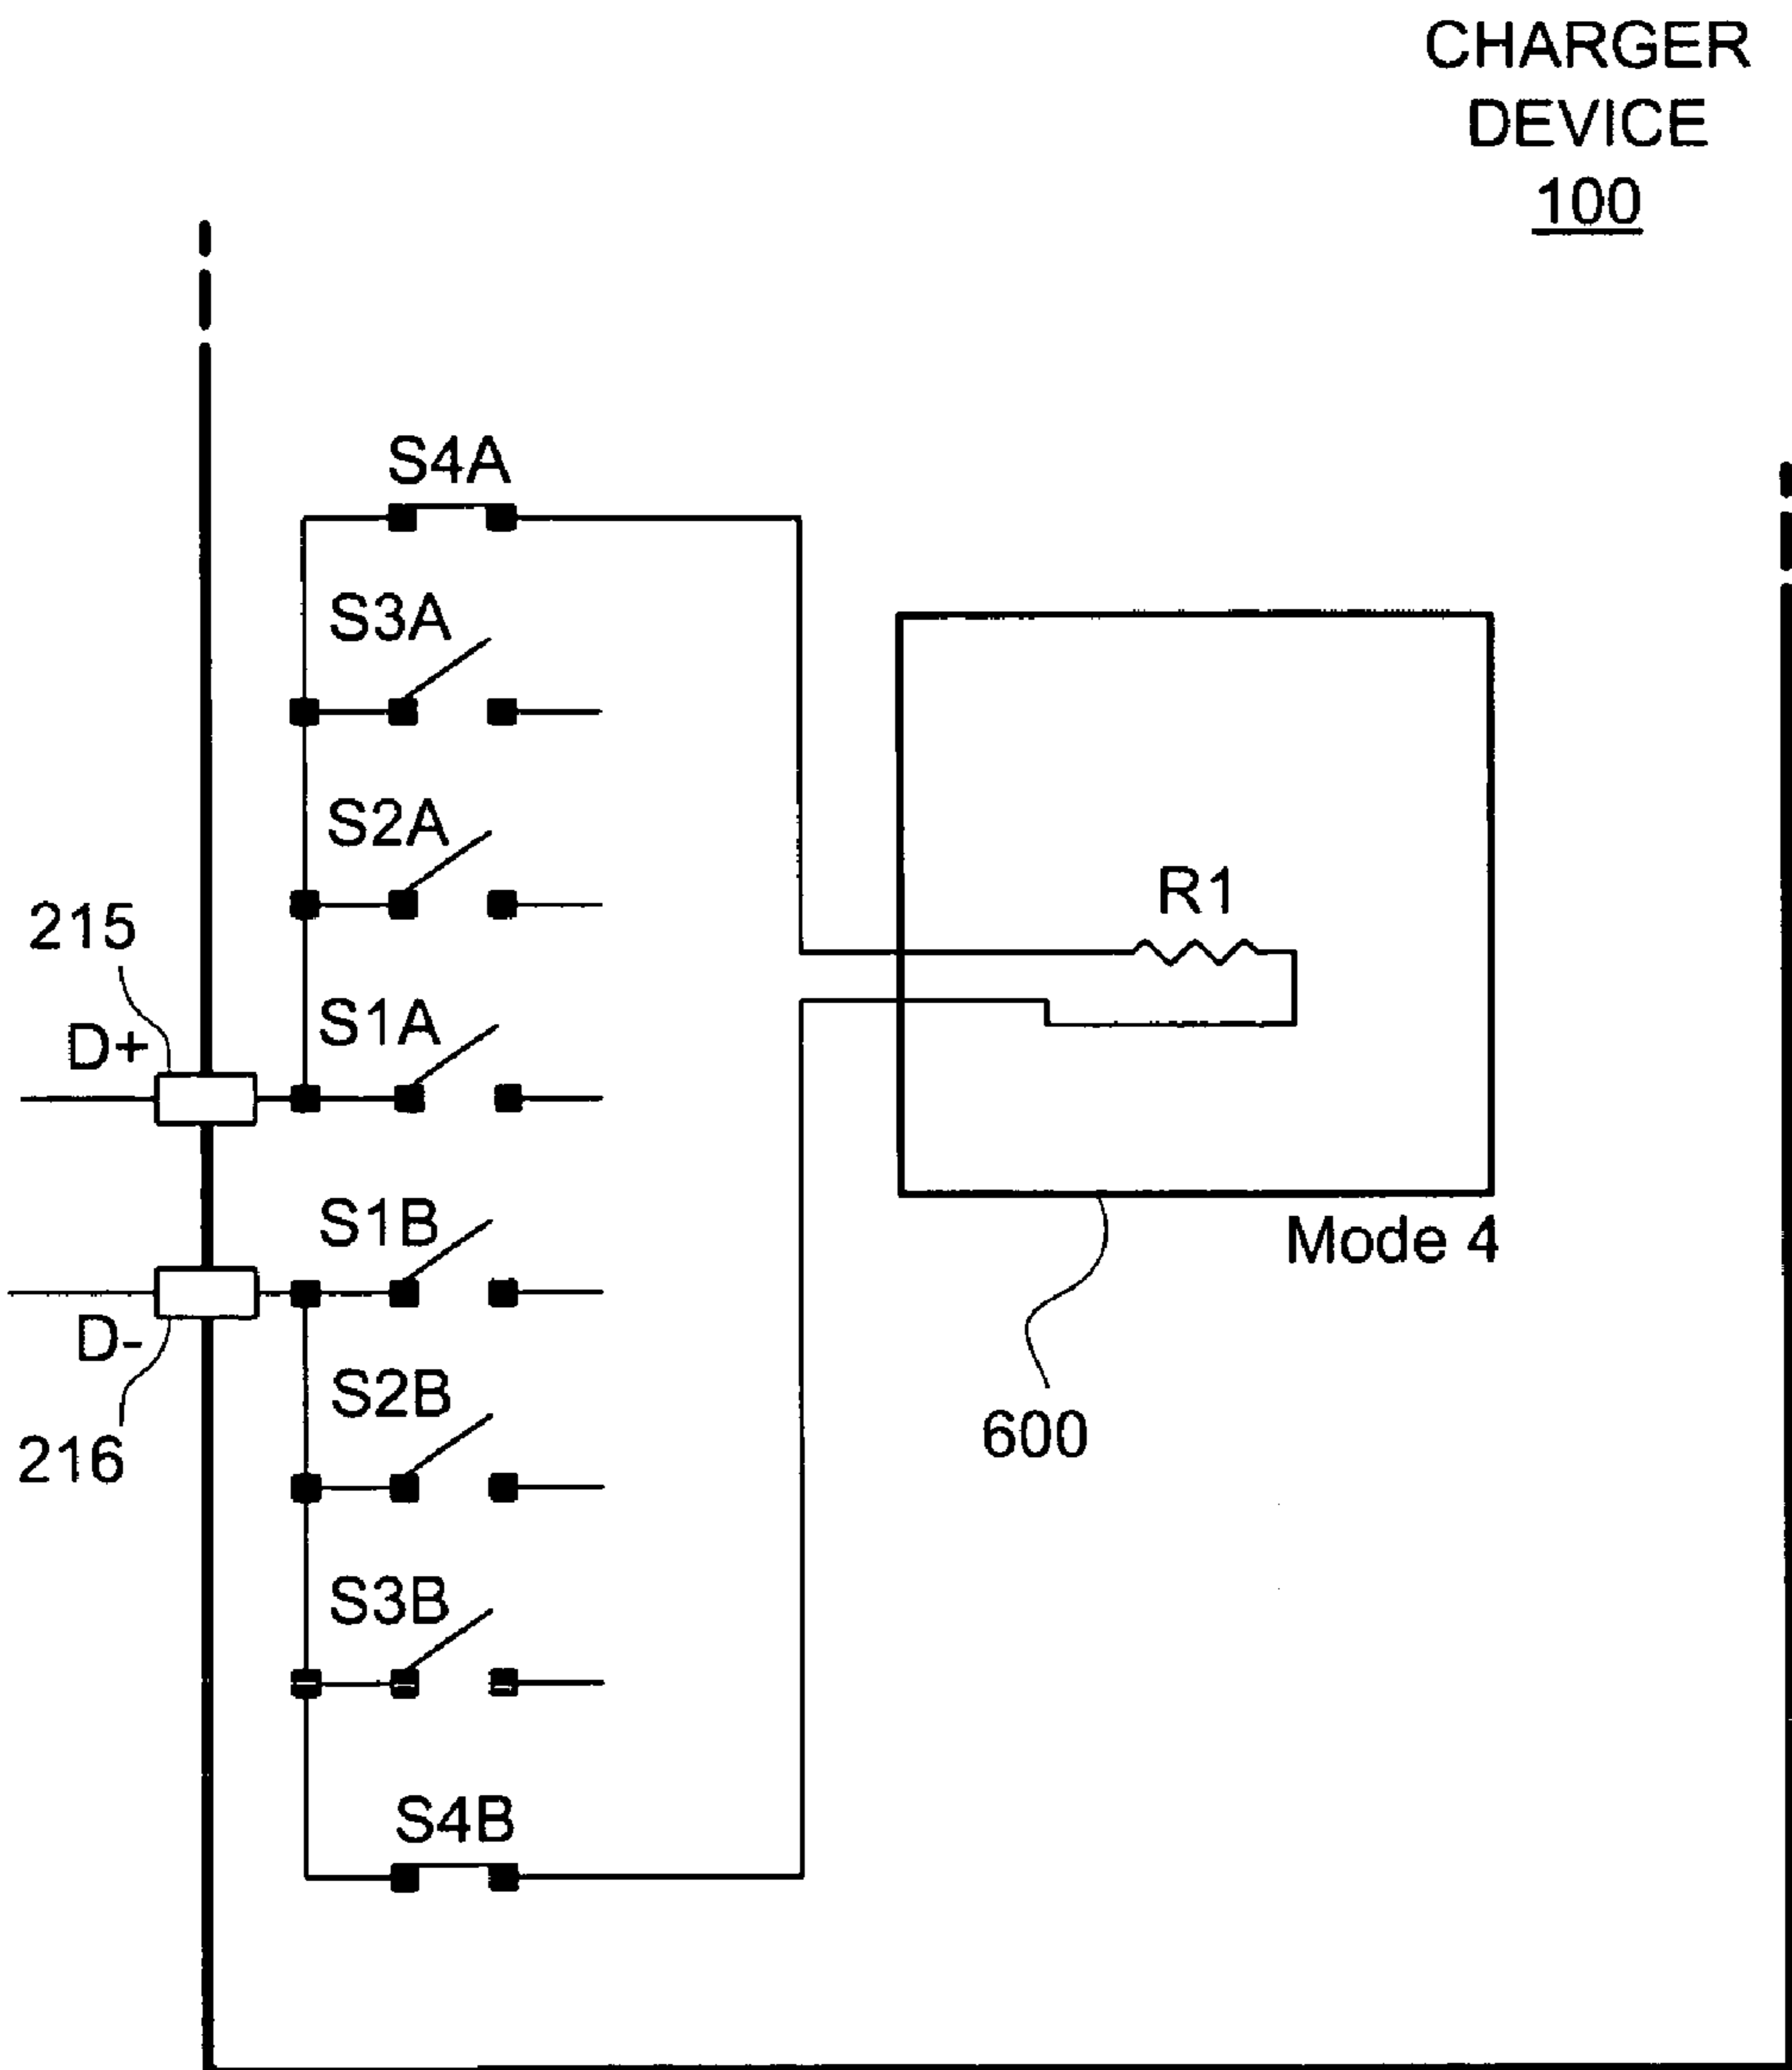 CHARGER
DEVICE
100
S4A
S3A
S2A
R1
215
S1A
D+
S1B
Mode 4
D-
S2B
600
216
S3B
S4B